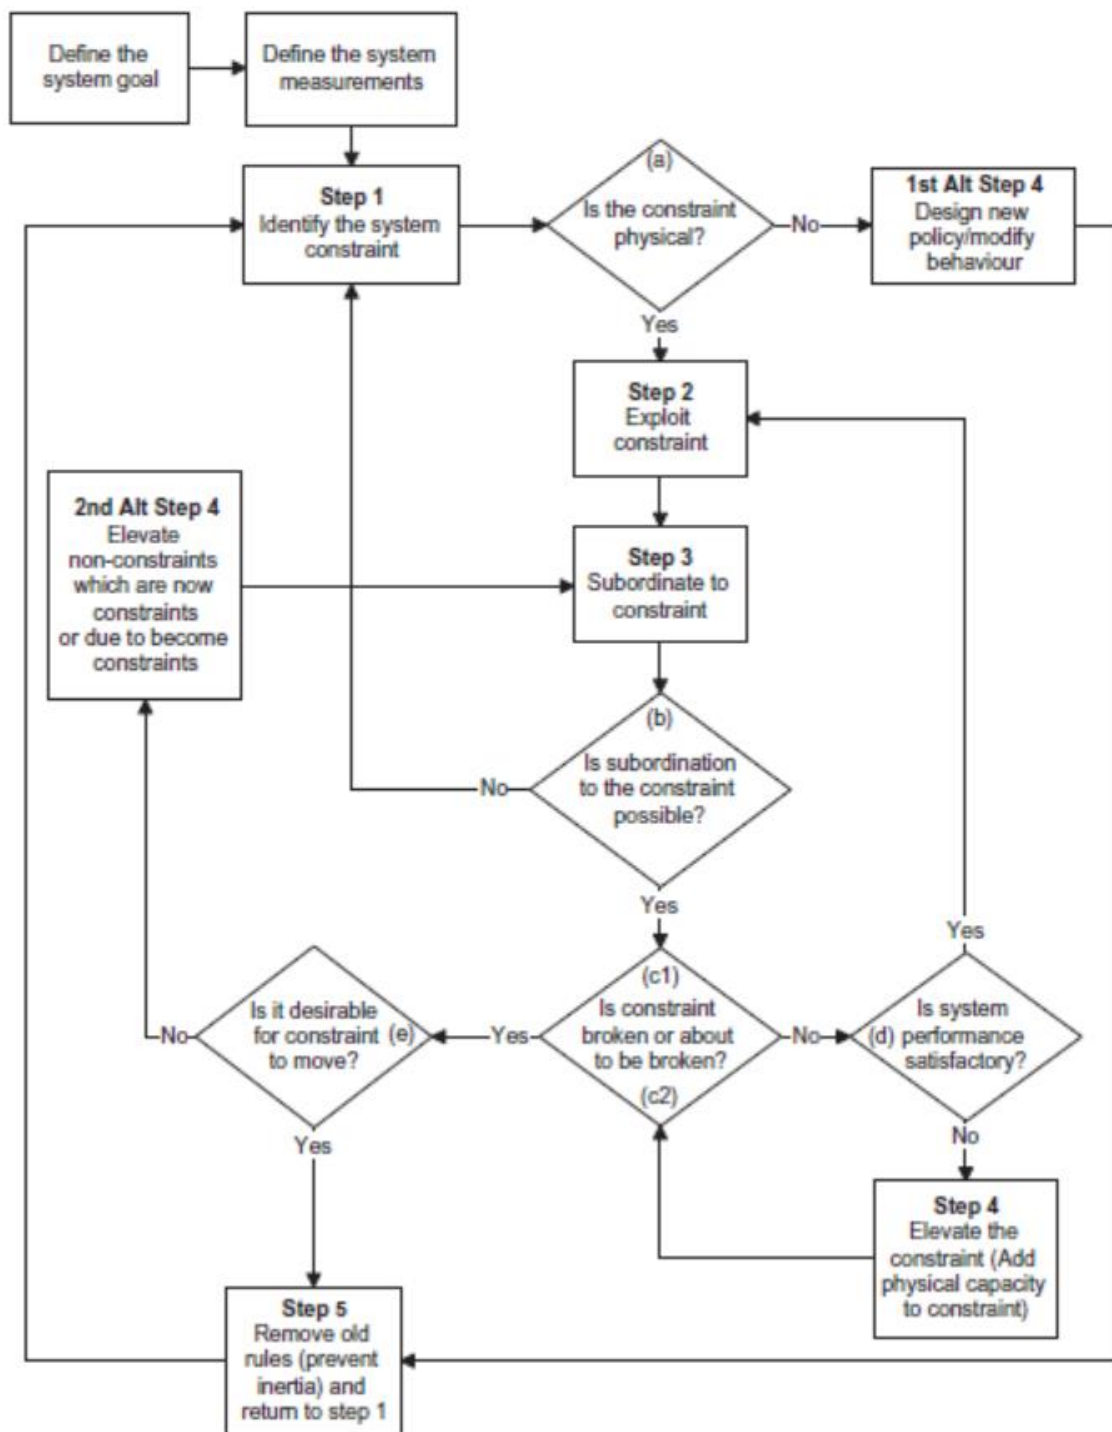 Define the
system goal
Define the system
measurements
Step 1
Identify the system
constraint
(a)
Is the constraint
physical?
No
1st Alt Step 4
Design new
policy/modify
behaviour
Yes
Step 2
Exploit
constraint
2nd Alt Step 4
Elevate
non-constraints
which are now
constraints
or due to become
constraints
Step 3
Subordinate to
constraint
(b)
Is subordination
to the constraint
possible?
No
Yes
Yes
Is it desirable
for constraint (e)
to move?
No
Yes
(c1)
Is constraint
broken or about
to be broken?
(c2)
No
Is system
(d) performance
satisfactory?
Yes
No
Step 4
Elevate the
constraint (Add
physical capacity
to constraint)
Step 5
Remove old
rules (prevent
inertia) and
return to step 1